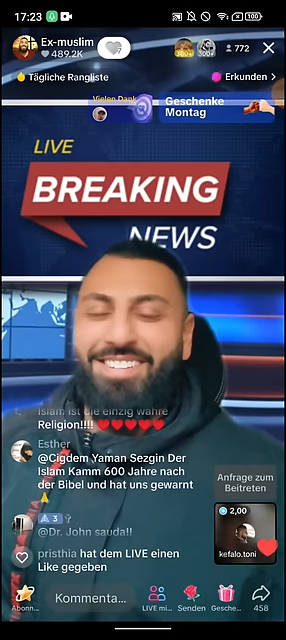 17:23
100
Ex-muslim
489.2K
300+
300+
772
Tägliche Rangliste
Erkunden >
Vielen Dank
Geschenke
Montag
LIVE
BREAKING
NEWS
Islam ist die einzig wahre
Religion!!!! ❤️❤️❤️❤️❤️
Esther
@Cigdem Yaman Sezgin Der
Islam Kamm 600 Jahre nach
der Bibel und hat uns gewarnt
🙏
3
@Dr. John sauda!!
pristhia hat dem LIVE einen
Like gegeben
Anfrage zum
Beitreten
2,00
kefalo.toni
Kommenta...
Abonn...
LIVE mi...
Senden
Gesche...
458